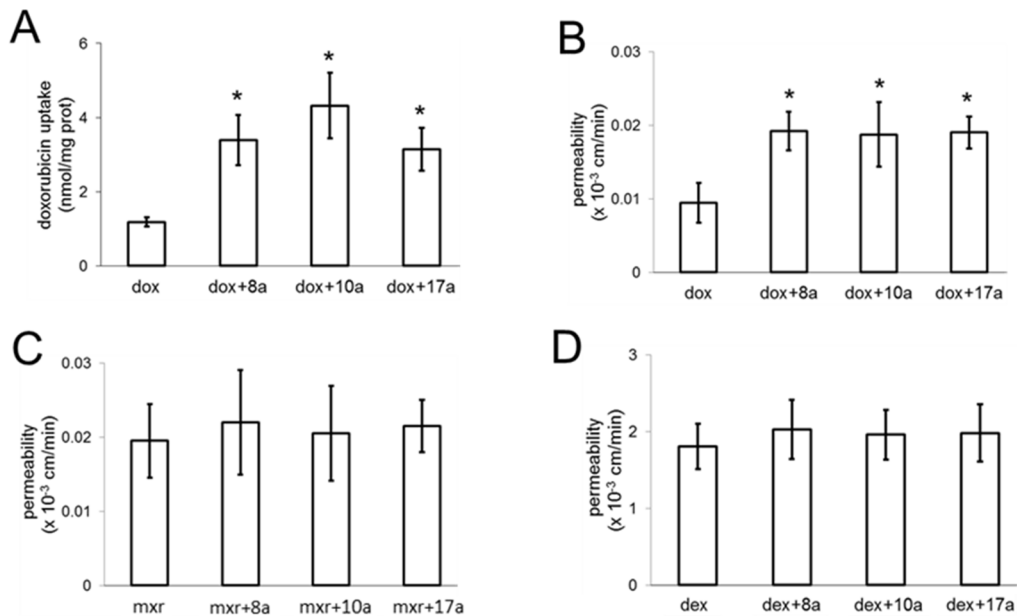 A
doxorubicin uptake
(nmol/mg prot)
6
4
2
0
*
*
*
dox
dox+8a
dox+10a
dox+17a
B
permeability
(x 10⁻³ cm/min)
0.03
0.02
0.01
0
*
*
*
dox
dox+8a
dox+10a
dox+17a
C
permeability
(x 10⁻³ cm/min)
0.03
0.02
0.01
0
mxr
mxr+8a
mxr+10a
mxr+17a
D
permeability
(x 10⁻³ cm/min)
3
2
1
0
dex
dex+8a
dex+10a
dex+17a